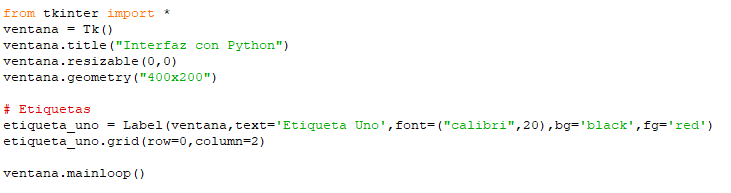 from tkinter import *
ventana = Tk()
ventana.title("Interfaz con Python")
ventana.resizable(0,0)
ventana.geometry("400x200")
# Etiquetas
etiqueta_uno = Label(ventana,text='Etiqueta Uno',font=("calibri",20),bg='black',fg='red')
etiqueta_uno.grid(row=0,column=2)
ventana.mainloop()